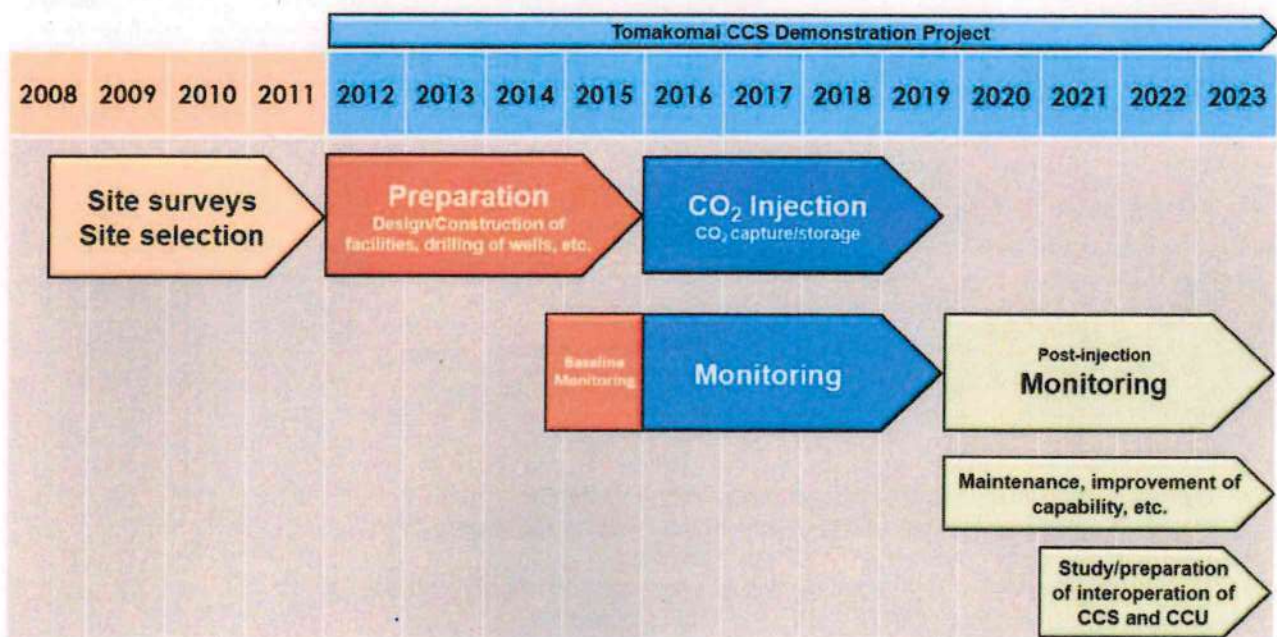 Tomakomai CCS Demonstration Project
2008 2009 2010 2011 2012 2013 2014 2015 2016 2017 2018 2019 2020 2021 2022 2023
Site surveys
Site selection
Preparation
Design/Construction of
facilities, drilling of wells, etc.
CO₂ Injection
CO₂ capture/storage
Baseline
Monitoring
Monitoring
Post-injection
Monitoring
Maintenance, improvement of
capability, etc.
Study/preparation
of interoperation of
CCS and CCU